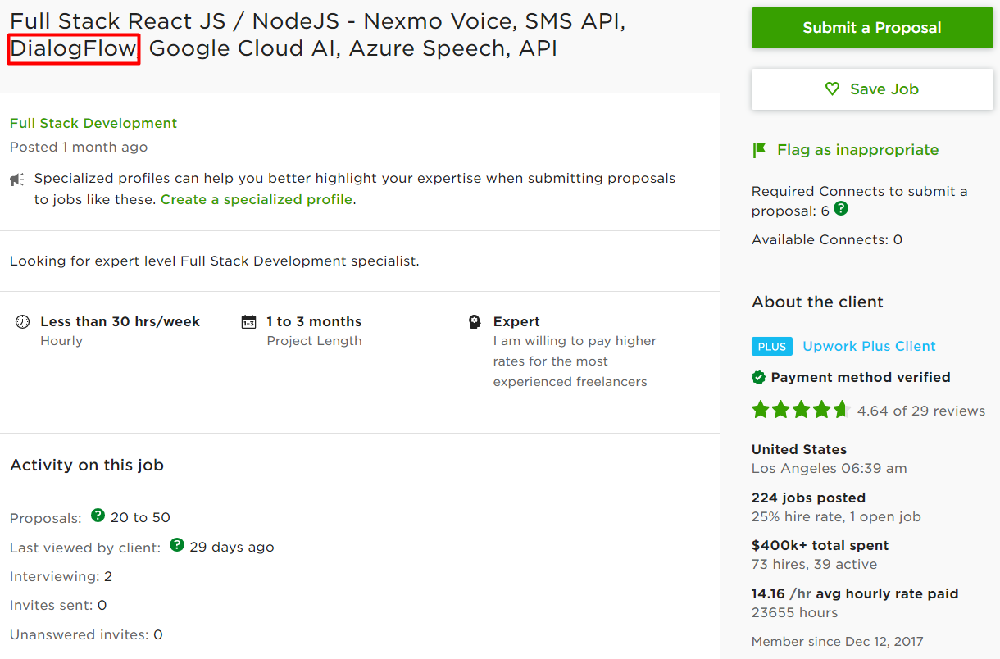 Full Stack React JS / NodeJS - Nexmo Voice, SMS API,
DialogFlow, Google Cloud AI, Azure Speech, API
Full Stack Development
Posted 1 month ago
Specialized profiles can help you better highlight your expertise when submitting proposals
to jobs like these. Create a specialized profile.
Looking for expert level Full Stack Development specialist.
Less than 30 hrs/week
Hourly
1-3
1 to 3 months
Project Length
Expert
I am willing to pay higher
rates for the most
experienced freelancers
Activity on this job
Proposals: ? 20 to 50
Last viewed by client: ? 29 days ago
Interviewing: 2
Invites sent: 0
Unanswered invites: 0
Submit a Proposal
Save Job
Flag as inappropriate
Required Connects to submit a
proposal: 6 ?
Available Connects: 0
About the client
PLUS Upwork Plus Client
Payment method verified
4.64 of 29 reviews
United States
Los Angeles 06:39 am
224 jobs posted
25% hire rate, 1 open job
$400k+ total spent
73 hires, 39 active
14.16 /hr avg hourly rate paid
23655 hours
Member since Dec 12, 2017